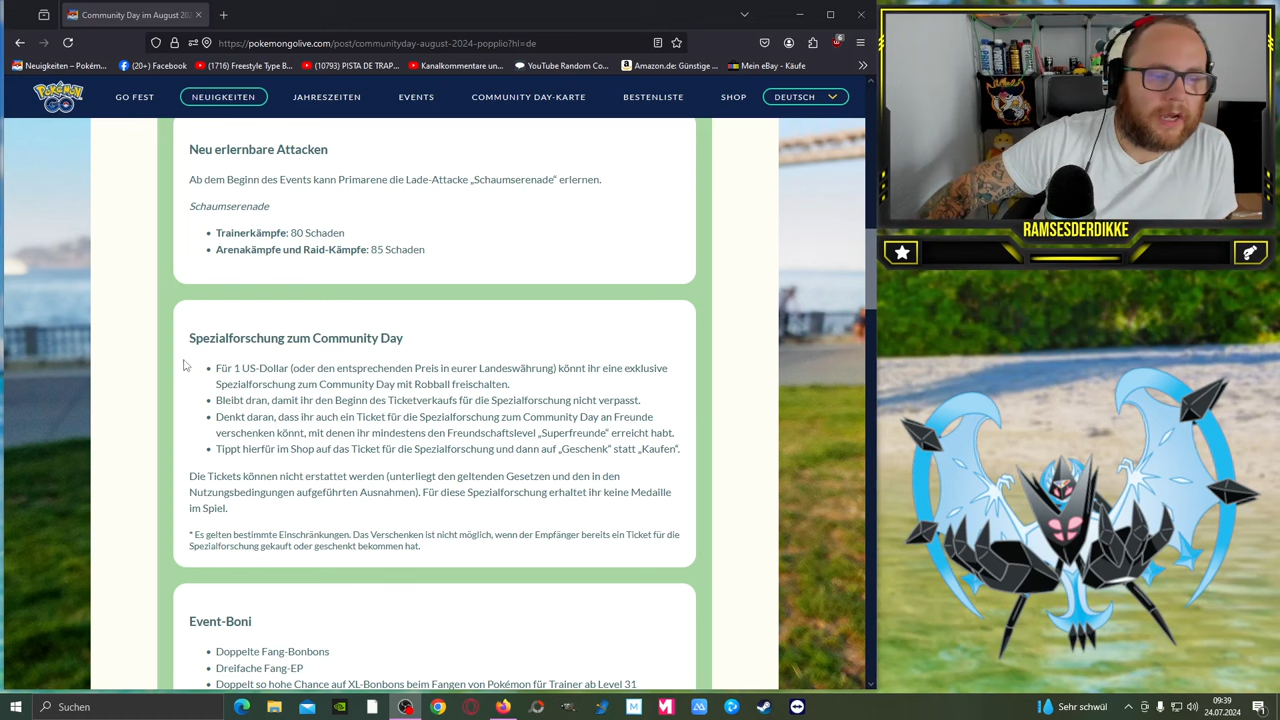 Community Day im August 202
https://pokemongolive.com/post/communityday-august-2024-popplio?hl=de
6
Neuigkeiten – Pokém...
(20+) Facebook
(1716) Freestyle Type B...
(10793) PISTA DE TRAP...
Kanalkommentare un...
YouTube Random Co...
Amazon.de: Günstige ...
Mein eBay - Käufe
POKÉMON GO
GO FEST
NEUIGKEITEN
JAHRESZEITEN
EVENTS
COMMUNITY DAY-KARTE
BESTENLISTE
SHOP
DEUTSCH
Neu erlernbare Attacken
Ab dem Beginn des Events kann Primarene die Lade-Attacke „Schaumserenade“ erlernen.
Schaumserenade
• Trainerkämpfe: 80 Schaden
• Arenakämpfe und Raid-Kämpfe: 85 Schaden
Spezialforschung zum Community Day
• Für 1 US-Dollar (oder den entsprechenden Preis in eurer Landeswährung) könnt ihr eine exklusive
Spezialforschung zum Community Day mit Robball freischalten.
• Bleibt dran, damit ihr den Beginn des Ticketverkaufs für die Spezialforschung nicht verpasst.
• Denkt daran, dass ihr auch ein Ticket für die Spezialforschung zum Community Day an Freunde
verschenken könnt, mit denen ihr mindestens den Freundschaftslevel „Superfreunde“ erreicht habt.
• Tippt hierfür im Shop auf das Ticket für die Spezialforschung und dann auf „Geschenk“ statt „Kaufen“.
Die Tickets können nicht erstattet werden (unterliegt den geltenden Gesetzen und den in den
Nutzungsbedingungen aufgeführten Ausnahmen). Für diese Spezialforschung erhaltet ihr keine Medaille
im Spiel.
* Es gelten bestimmte Einschränkungen. Das Verschenken ist nicht möglich, wenn der Empfänger bereits ein Ticket für die
Spezialforschung gekauft oder geschenkt bekommen hat.
Event-Boni
• Doppelte Fang-Bonbons
• Dreifache Fang-EP
• Doppelt so hohe Chance auf XL-Bonbons beim Fangen von Pokémon für Trainer ab Level 31
RAMSESDERDIKKE
Suchen
Wird stürmisch
09:39
24.07.2024
1